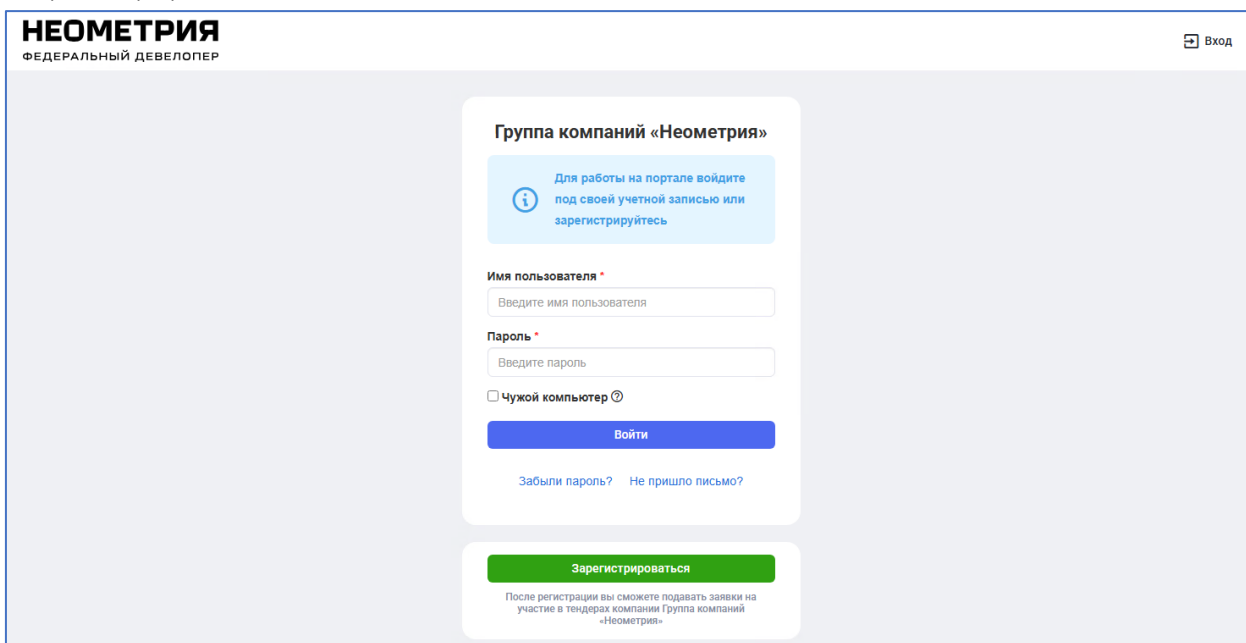 НЕОМЕТРИЯ
ФЕДЕРАЛЬНЫЙ ДЕВЕЛОПЕР
Вход
Группа компаний «Неометрия»
Для работы на портале войдите
под своей учетной записью или
зарегистрируйтесь
Имя пользователя *
Введите имя пользователя
Пароль *
Введите пароль
Чужой компьютер
Войти
Забыли пароль? Не пришло письмо?
Зарегистрироваться
После регистрации вы сможете подавать заявки на
участие в тендерах компании Группа компаний
«Неометрия»